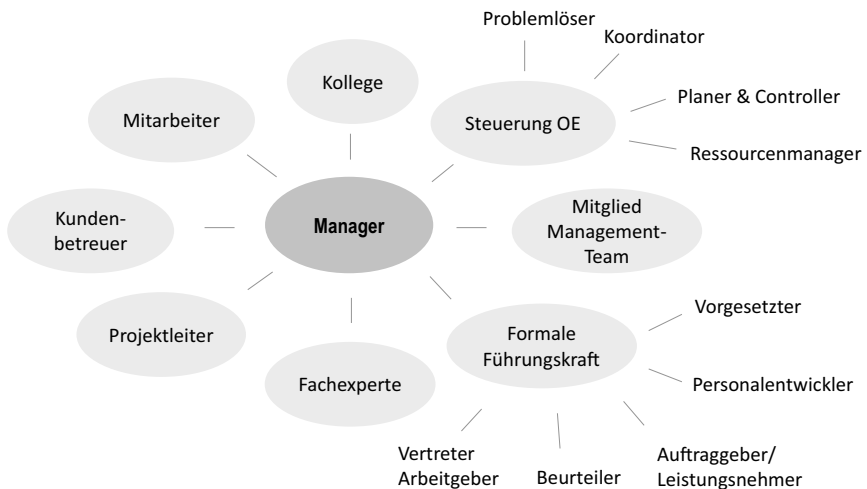 Problemlöser
Koordinator
Kollege
Planer & Controller
Mitarbeiter
Steuerung OE
Ressourcenmanager
Kunden-
betreuer
Manager
Mitglied
Management-
Team
Projektleiter
Fachexperte
Formale
Führungskraft
Vorgesetzter
Personalentwickler
Vertreter
Arbeitgeber
Beurteiler
Auftraggeber/
Leistungsnehmer